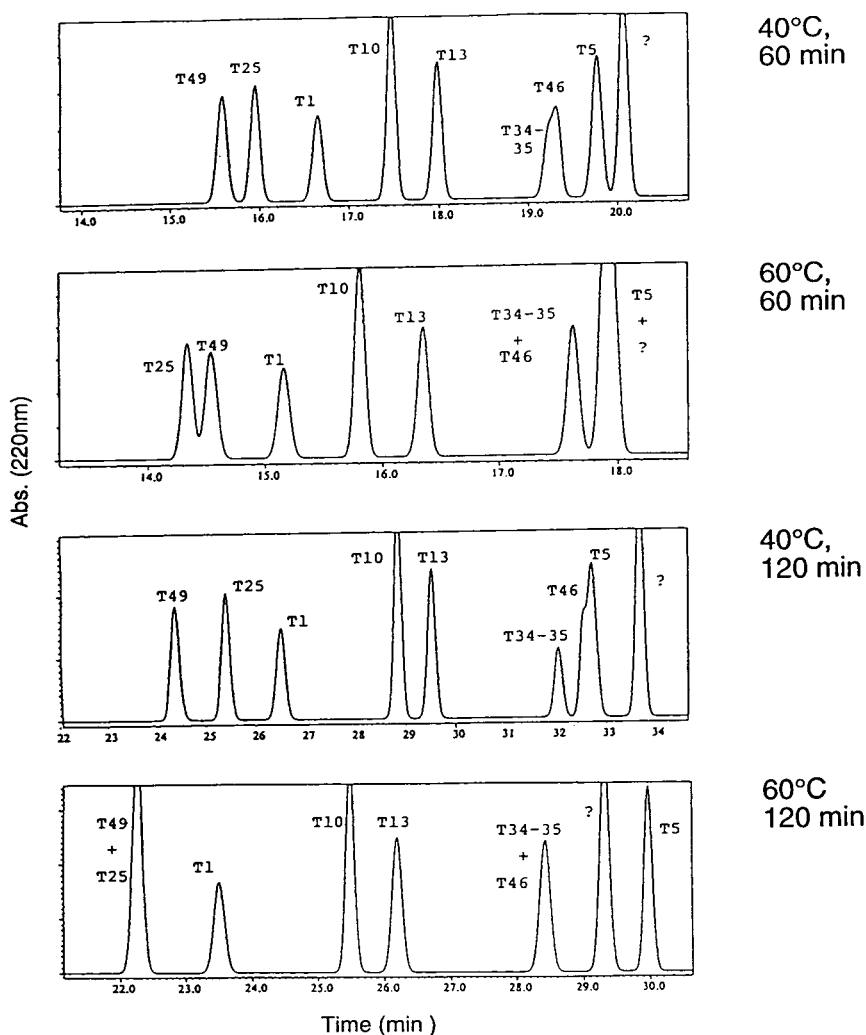 40°C,
60 min
T49
T25
T1
T10
T13
T34-
35
T46
T5
?
14.0 15.0 16.0 17.0 18.0 19.0 20.0
60°C,
60 min
T25
T49
T1
T10
T13
T34-35
+
T46
T5
+
?
14.0 15.0 16.0 17.0 18.0
Abs. (220nm)
40°C,
120 min
T49
T25
T1
T10
T13
T34-35
T46
T5
?
22 23 24 25 26 27 28 29 30 31 32 33 34
60°C
120 min
T49
+
T25
T1
T10
T13
T34-35
+
T46
?
T5
22.0 23.0 24.0 25.0 26.0 27.0 28.0 29.0 30.0
Time (min )